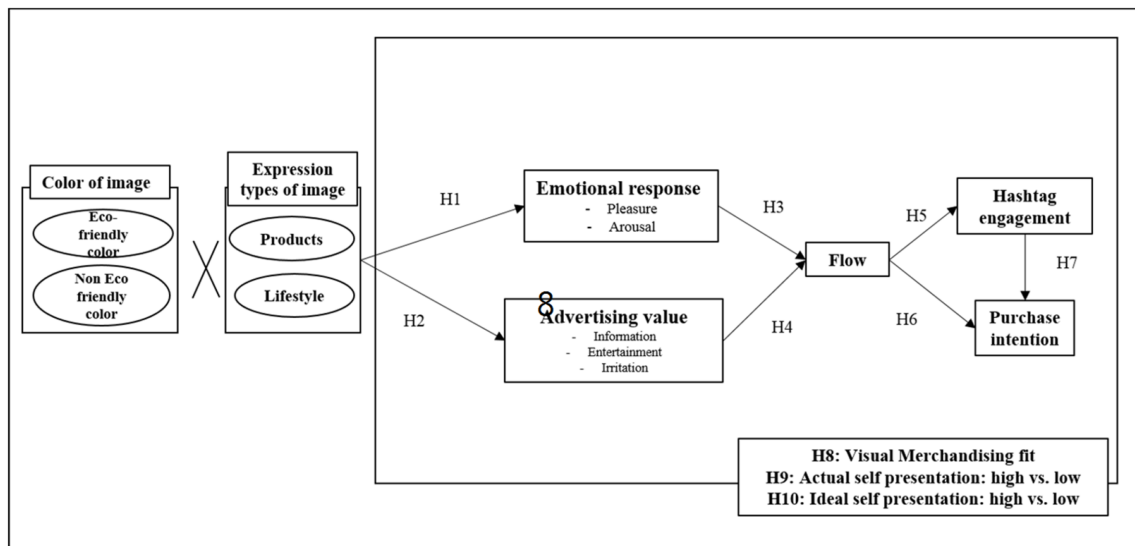 Color of image
Eco-
friendly
color
Non Eco
friendly
color
Expression
types of image
Products
Lifestyle
H1
H2
Emotional response
- Pleasure
- Arousal
8
Advertising value
- Information
- Entertainment
- Irritation
H3
H4
Flow
H5
H6
Hashtag
engagement
H7
Purchase
intention
H8: Visual Merchandising fit
H9: Actual self presentation: high vs. low
H10: Ideal self presentation: high vs. low